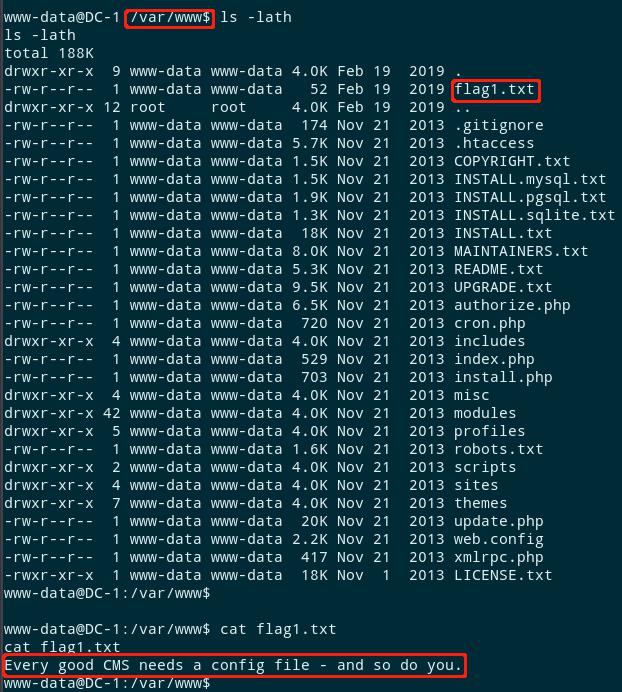 www-data@DC-1:/var/www$ ls -lath
ls -lath
total 188K
drwxr-xr-x  9 www-data www-data 4.0K Feb 19  2019 .
-rw-r--r--  1 www-data www-data   52 Feb 19  2019 flag1.txt
drwxr-xr-x 12 root     root     4.0K Feb 19  2019 ..
-rw-r--r--  1 www-data www-data  174 Nov 21  2013 .gitignore
-rw-r--r--  1 www-data www-data 5.7K Nov 21  2013 .htaccess
-rw-r--r--  1 www-data www-data 1.5K Nov 21  2013 COPYRIGHT.txt
-rw-r--r--  1 www-data www-data 1.5K Nov 21  2013 INSTALL.mysql.txt
-rw-r--r--  1 www-data www-data 1.9K Nov 21  2013 INSTALL.pgsql.txt
-rw-r--r--  1 www-data www-data 1.3K Nov 21  2013 INSTALL.sqlite.txt
-rw-r--r--  1 www-data www-data  18K Nov 21  2013 INSTALL.txt
-rw-r--r--  1 www-data www-data 8.0K Nov 21  2013 MAINTAINERS.txt
-rw-r--r--  1 www-data www-data 5.3K Nov 21  2013 README.txt
-rw-r--r--  1 www-data www-data 9.5K Nov 21  2013 UPGRADE.txt
-rw-r--r--  1 www-data www-data 6.5K Nov 21  2013 authorize.php
-rw-r--r--  1 www-data www-data  720 Nov 21  2013 cron.php
drwxr-xr-x  4 www-data www-data 4.0K Nov 21  2013 includes
-rw-r--r--  1 www-data www-data  529 Nov 21  2013 index.php
-rw-r--r--  1 www-data www-data  703 Nov 21  2013 install.php
drwxr-xr-x  4 www-data www-data 4.0K Nov 21  2013 misc
drwxr-xr-x 42 www-data www-data 4.0K Nov 21  2013 modules
drwxr-xr-x  5 www-data www-data 4.0K Nov 21  2013 profiles
-rw-r--r--  1 www-data www-data 1.6K Nov 21  2013 robots.txt
drwxr-xr-x  2 www-data www-data 4.0K Nov 21  2013 scripts
drwxr-xr-x  4 www-data www-data 4.0K Nov 21  2013 sites
drwxr-xr-x  7 www-data www-data 4.0K Nov 21  2013 themes
-rw-r--r--  1 www-data www-data  20K Nov 21  2013 update.php
-rw-r--r--  1 www-data www-data 2.2K Nov 21  2013 web.config
-rw-r--r--  1 www-data www-data  417 Nov 21  2013 xmlrpc.php
-rwxr-xr-x  1 www-data www-data  18K Nov  1  2013 LICENSE.txt
www-data@DC-1:/var/www$
www-data@DC-1:/var/www$ cat flag1.txt
cat flag1.txt
Every good CMS needs a config file - and so do you.
www-data@DC-1:/var/www$